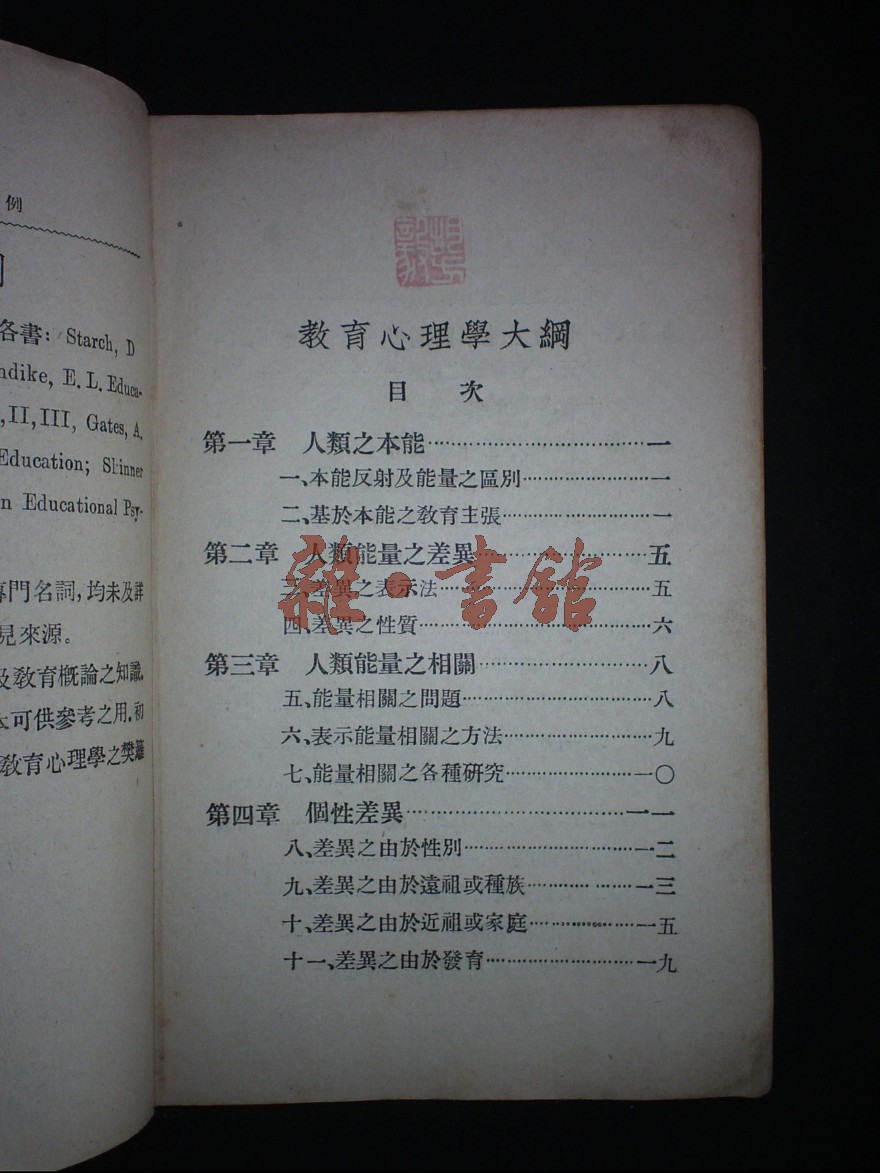 例
各書: Starch, D
ndike, E. L. Educa-
,II,III, Gates, A.
Education; Skinner
n Educational Psy-
專門名詞,均未及詳
見來源。
及敎育槪論之知識,
本可供參考之用.初
敎育心理學之樊籬
敎育心理學大綱
目 次
第一章 人類之本能……………………………一
一、本能反射及能量之區別…………………一
二、基於本能之敎育主張……………………一
第二章 人類能量之差異………………………五
三、差異之表示法……………………………五
四、差異之性質………………………………六
第三章 人類能量之相關………………………八
五、能量相關之問題…………………………八
六、表示能量相關之方法……………………九
七、能量相關之各種研究……………………一〇
第四章 個性差異………………………………一一
八、差異之由於性別…………………………一二
九、差異之由於遠祖或種族…………………一三
十、差異之由於近祖或家庭…………………一五
十一、差異之由於發育………………………一九
雜·書館